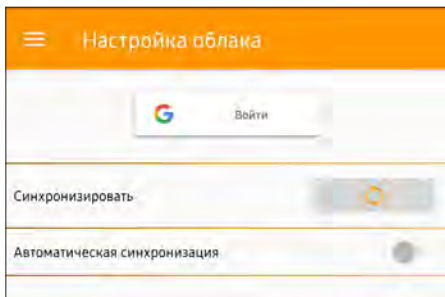 Настройка облака
Войти
Синхронизировать
Автоматическая синхронизация